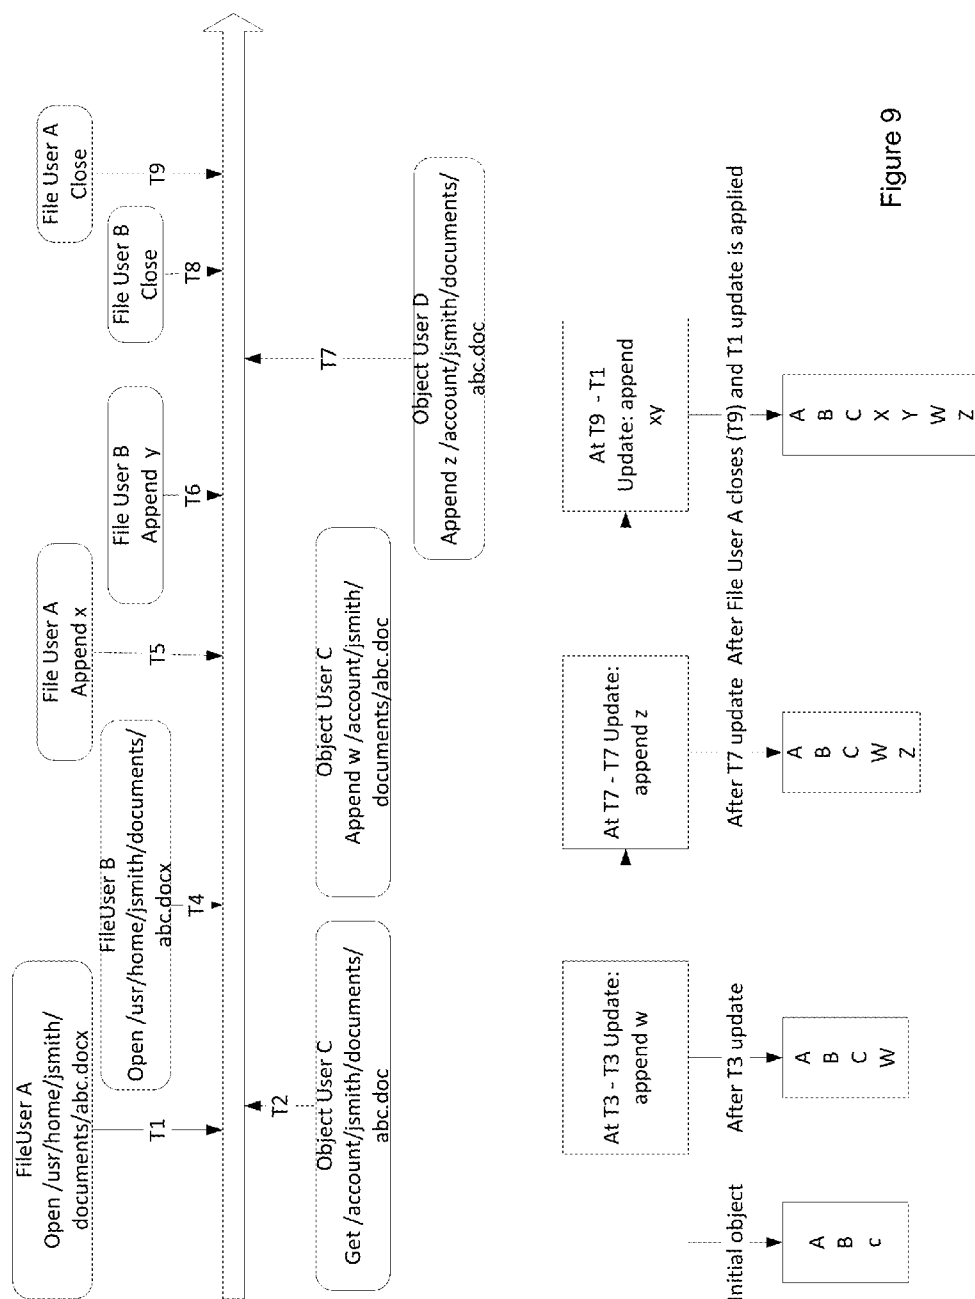 FileUser A
Open /usr/home/jsmith/
documents/abc.docx
FileUser B
Open /usr/home/jsmith/documents/
abc.docx
File User A
Append x
File User B
Append y
File User B
Close
File User A
Close
T1
T4
T5
T6
T8
T9
T2
T7
Object User C
Get /account/jsmith/documents/
abc.doc
Object User C
Append w /account/jsmith/
documents/abc.doc
Object User D
Append z /account/jsmith/documents/
abc.doc
At T3 - T3 Update:
append w
At T7 - T7 Update:
append z
At T9 - T1
Update: append
xy
Initial object
After T3 update
After T7 update
After File User A closes (T9) and T1 update is applied
A
B
c
A
B
C
W
A
B
C
W
Z
A
B
C
X
Y
W
Z
Figure 9